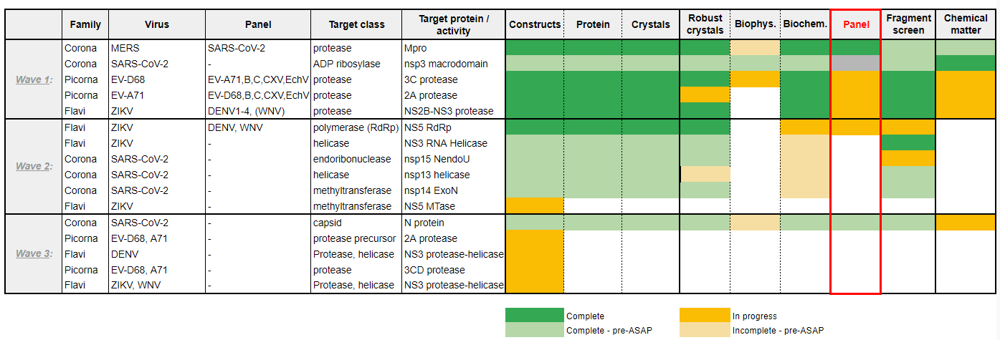 Family Virus Panel Target class Target protein / activity Constructs Protein Crystals Robust crystals Biophys. Biochem. Panel Fragment screen Chemical matter
Wave 1:
Corona MERS SARS-CoV-2 protease Mpro
Corona SARS-CoV-2 - ADP ribosylase nsp3 macrodomain
Picorna EV-D68 EV-A71,B,C,CXV,EchV protease 3C protease
Picorna EV-A71 EV-D68,B,C,CXV,EchV protease 2A protease
Flavi ZIKV DENV1-4, (WNV) protease NS2B-NS3 protease
Wave 2:
Flavi ZIKV DENV, WNV polymerase (RdRp) NS5 RdRp
Flavi ZIKV - helicase NS3 RNA Helicase
Corona SARS-CoV-2 - endoribonuclease nsp15 NendoU
Corona SARS-CoV-2 - helicase nsp13 helicase
Corona SARS-CoV-2 - methyltransferase nsp14 ExoN
Flavi ZIKV - methyltransferase NS5 MTase
Wave 3:
Corona SARS-CoV-2 - capsid N protein
Picorna EV-D68, A71 - protease precursor 2A protease
Flavi DENV - Protease, helicase NS3 protease-helicase
Picorna EV-D68, A71 - protease 3CD protease
Flavi ZIKV, WNV - Protease, helicase NS3 protease-helicase
Complete In progress
Complete - pre-ASAP Incomplete - pre-ASAP